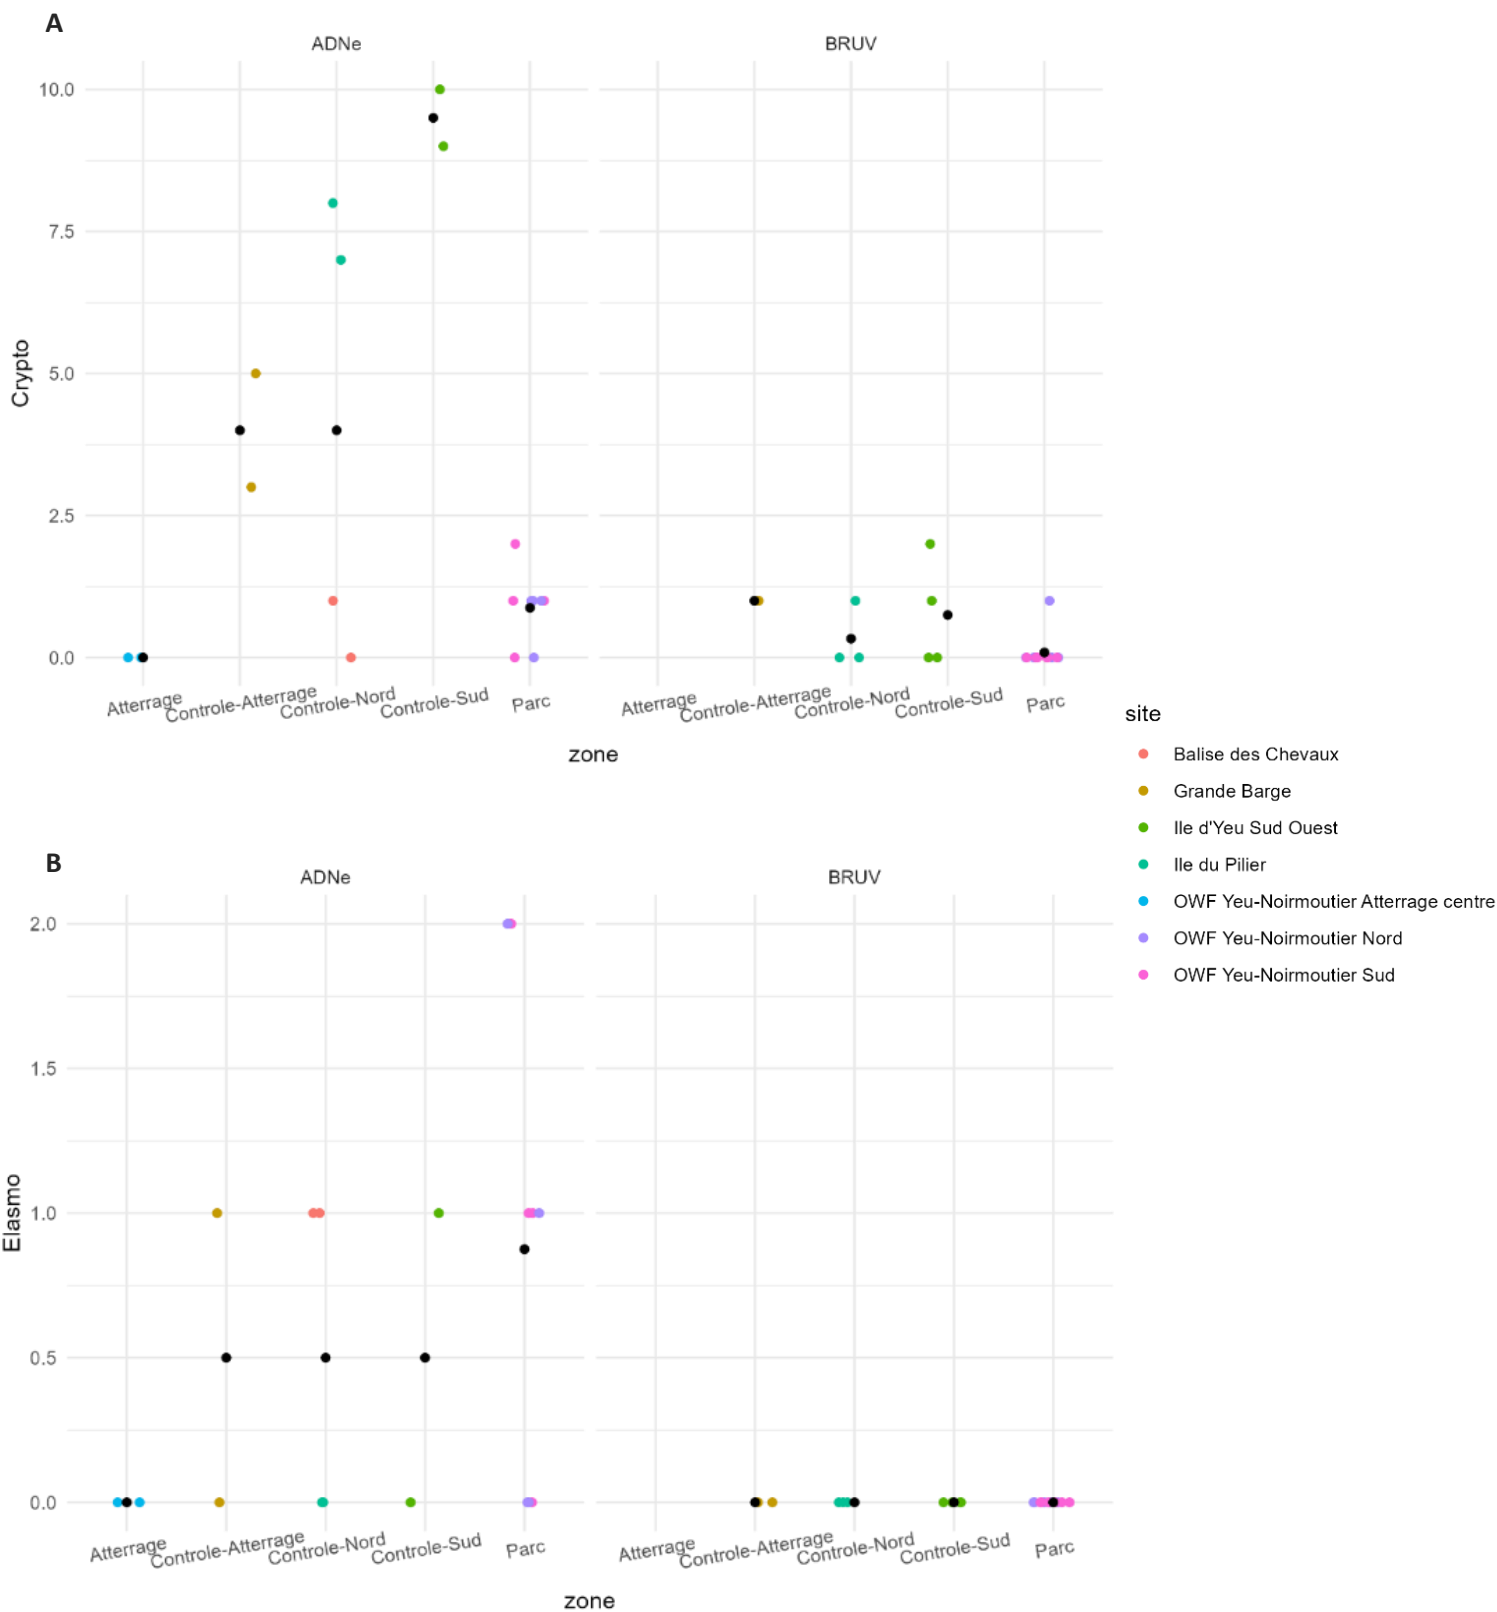 A
ADNe BRUV
10.0
7.5
5.0
2.5
0.0
Crypto
Atterrage Controle-Atterrage Controle-Nord Controle-Sud Parc Atterrage Controle-Atterrage Controle-Nord Controle-Sud Parc
zone
site
Balise des Chevaux
Grande Barge
Ile d'Yeu Sud Ouest
Ile du Pilier
OWF Yeu-Noirmoutier Atterrage centre
OWF Yeu-Noirmoutier Nord
OWF Yeu-Noirmoutier Sud
B
ADNe BRUV
2.0
1.5
1.0
0.5
0.0
Elasmo
Atterrage Controle-Atterrage Controle-Nord Controle-Sud Parc Atterrage Controle-Atterrage Controle-Nord Controle-Sud Parc
zone